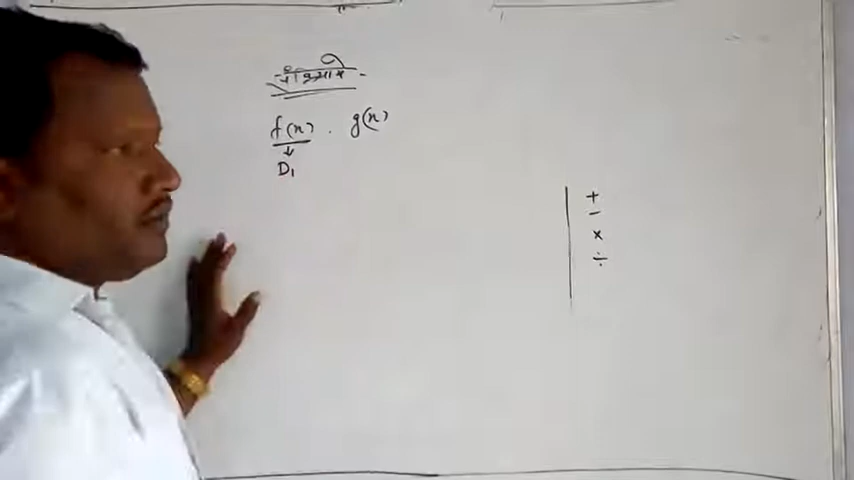 f(x) . g(x)
↓
D₁
+
−
×
÷